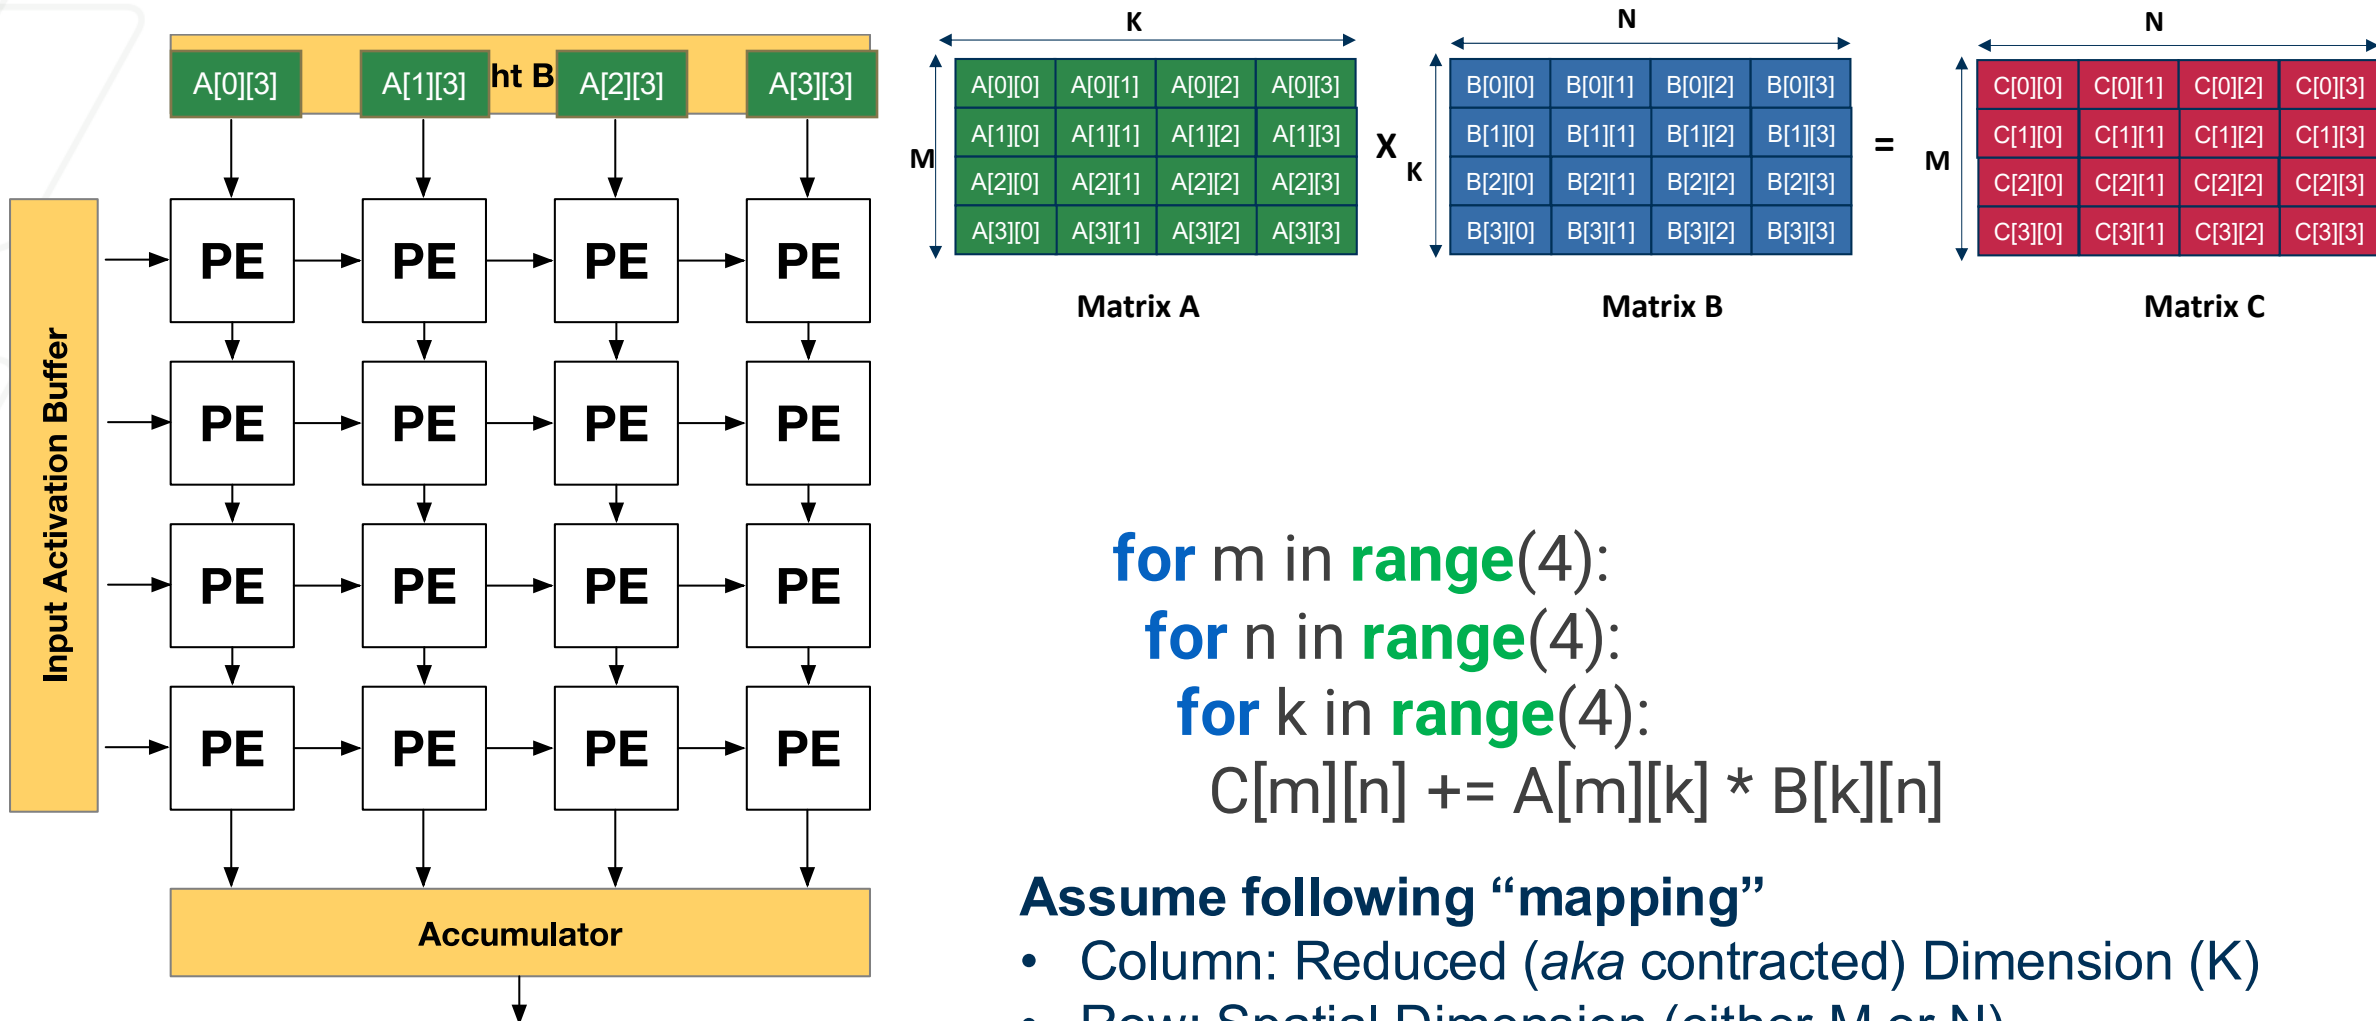 A[0][3] A[1][3] ht B A[2][3] A[3][3]
Input Activation Buffer
PE PE PE PE
PE PE PE PE
PE PE PE PE
PE PE PE PE
Accumulator
K
M
A[0][0] A[0][1] A[0][2] A[0][3]
A[1][0] A[1][1] A[1][2] A[1][3]
A[2][0] A[2][1] A[2][2] A[2][3]
A[3][0] A[3][1] A[3][2] A[3][3]
Matrix A
X
N
K
B[0][0] B[0][1] B[0][2] B[0][3]
B[1][0] B[1][1] B[1][2] B[1][3]
B[2][0] B[2][1] B[2][2] B[2][3]
B[3][0] B[3][1] B[3][2] B[3][3]
Matrix B
=
N
M
C[0][0] C[0][1] C[0][2] C[0][3]
C[1][0] C[1][1] C[1][2] C[1][3]
C[2][0] C[2][1] C[2][2] C[2][3]
C[3][0] C[3][1] C[3][2] C[3][3]
Matrix C
for m in range(4):
for n in range(4):
for k in range(4):
C[m][n] += A[m][k] * B[k][n]
Assume following “mapping”
• Column: Reduced (aka contracted) Dimension (K)
• Row: Spatial Dimension (either M or N)